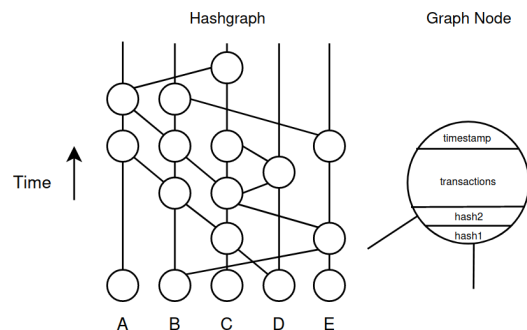 Hashgraph
Graph Node
timestamp
transactions
hash2
hash1
Time
A B C D E